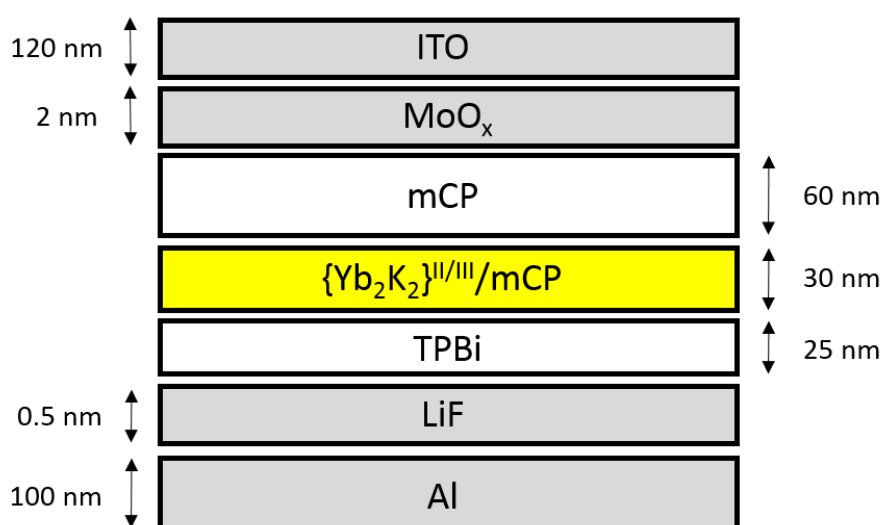 120 nm
ITO
2 nm
MoOₓ
mCP
60 nm
{Yb₂K₂}ᴵᴵ/ᴵᴵᴵ/mCP
30 nm
TPBi
25 nm
0.5 nm
LiF
100 nm
Al